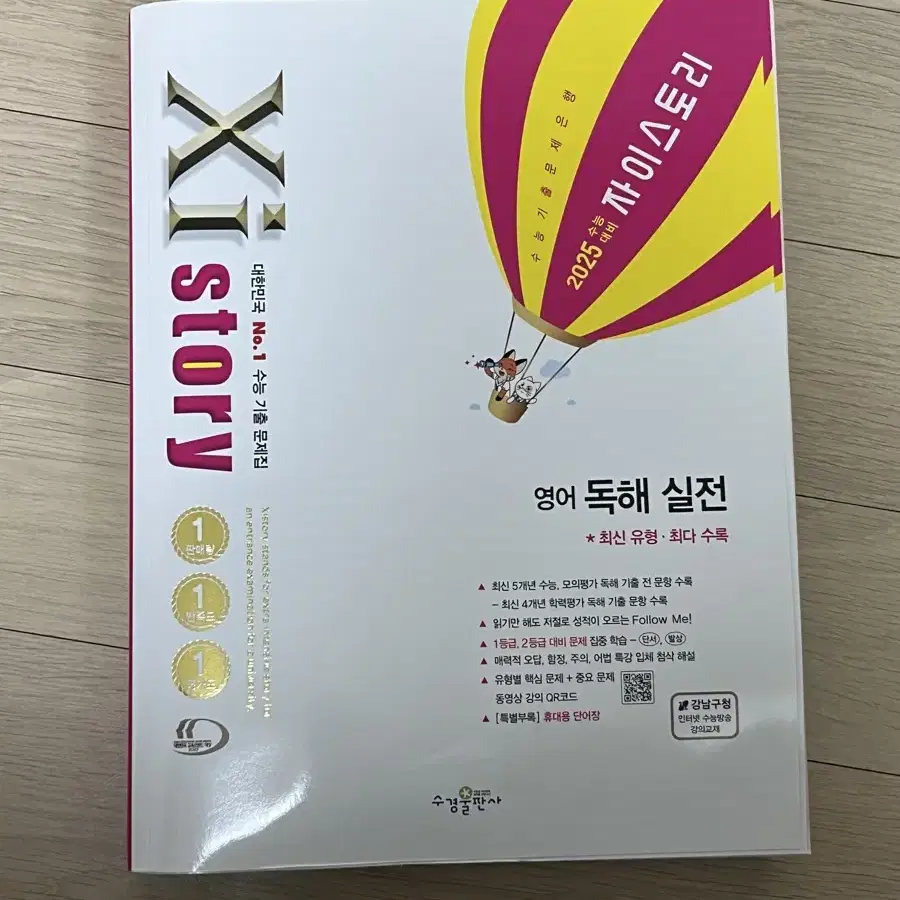 Xi
story
대한민국 No.1 수능 기출 문제집
수능기출문제은행
2025 수능 대비
자이스토리
영어 독해 실전
* 최신 유형·최다 수록
▲ 최신 5개년 수능, 모의평가 독해 기출 전 문항 수록
– 최신 4개년 학력평가 독해 기출 문항 수록
▲ 읽기만 해도 저절로 성적이 오르는 Follow Me!
▲ 1등급, 2등급 대비 문제 집중 학습 – 단서, 발상
▲ 매력적 오답, 함정, 주의, 어법 특강 입체 첨삭 해설
▲ 유형별 핵심 문제 + 중요 문제
동영상 강의 QR코드
▲ [특별부록] 휴대용 단어장
강남구청
인터넷 수능방송
강의교재
1
판매량
1
1
수경출판사